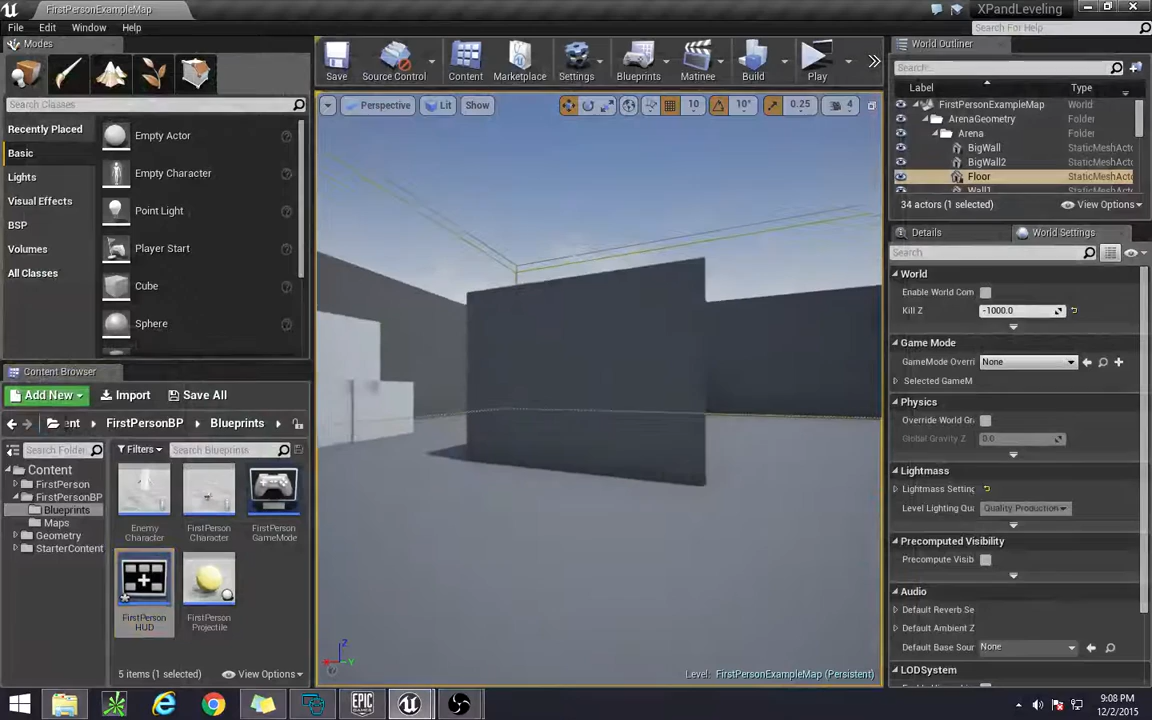 FirstPersonExampleMap
XPandLeveling
File Edit Window Help
Search For Help
Modes
Search Classes
Recently Placed
Basic
Lights
Visual Effects
BSP
Volumes
All Classes
Empty Actor
Empty Character
Point Light
Player Start
Cube
Sphere
Save
Source Control
Content
Marketplace
Settings
Blueprints
Matinee
Build
Play
Perspective
Lit
Show
10
10°
0.25
4
World Outliner
Search...
Label
Type
FirstPersonExampleMap World
ArenaGeometry Folder
Arena Folder
BigWall StaticMeshActo
BigWall2 StaticMeshActo
Floor StaticMeshActo
Wall1 StaticMeshActo
34 actors (1 selected)
View Options
Details
World Settings
Search
World
Enable World Com
Kill Z -1000.0
Game Mode
GameMode Overri None
Selected GameM
Physics
Override World Gr
Global Gravity Z 0.0
Lightmass
Lightmass Setting
Level Lighting Qu Quality Production
Precomputed Visibility
Precompute Visib
Audio
Default Reverb Se
Default Ambient Z
Default Base Soun None
LODSystem
Content Browser
Add New
Import
Save All
ent
FirstPersonBP
Blueprints
Search Folder
Filters
Search Blueprints
Content
FirstPerson
FirstPersonBP
Blueprints
Maps
Geometry
StarterContent
Enemy
Character
FirstPerson
Character
FirstPerson
GameMode
FirstPerson
HUD
FirstPerson
Projectile
5 items (1 selected)
View Options
Z
Y
Level: FirstPersonExampleMap (Persistent)
EPIC
GAMES
9:08 PM
12/2/2015